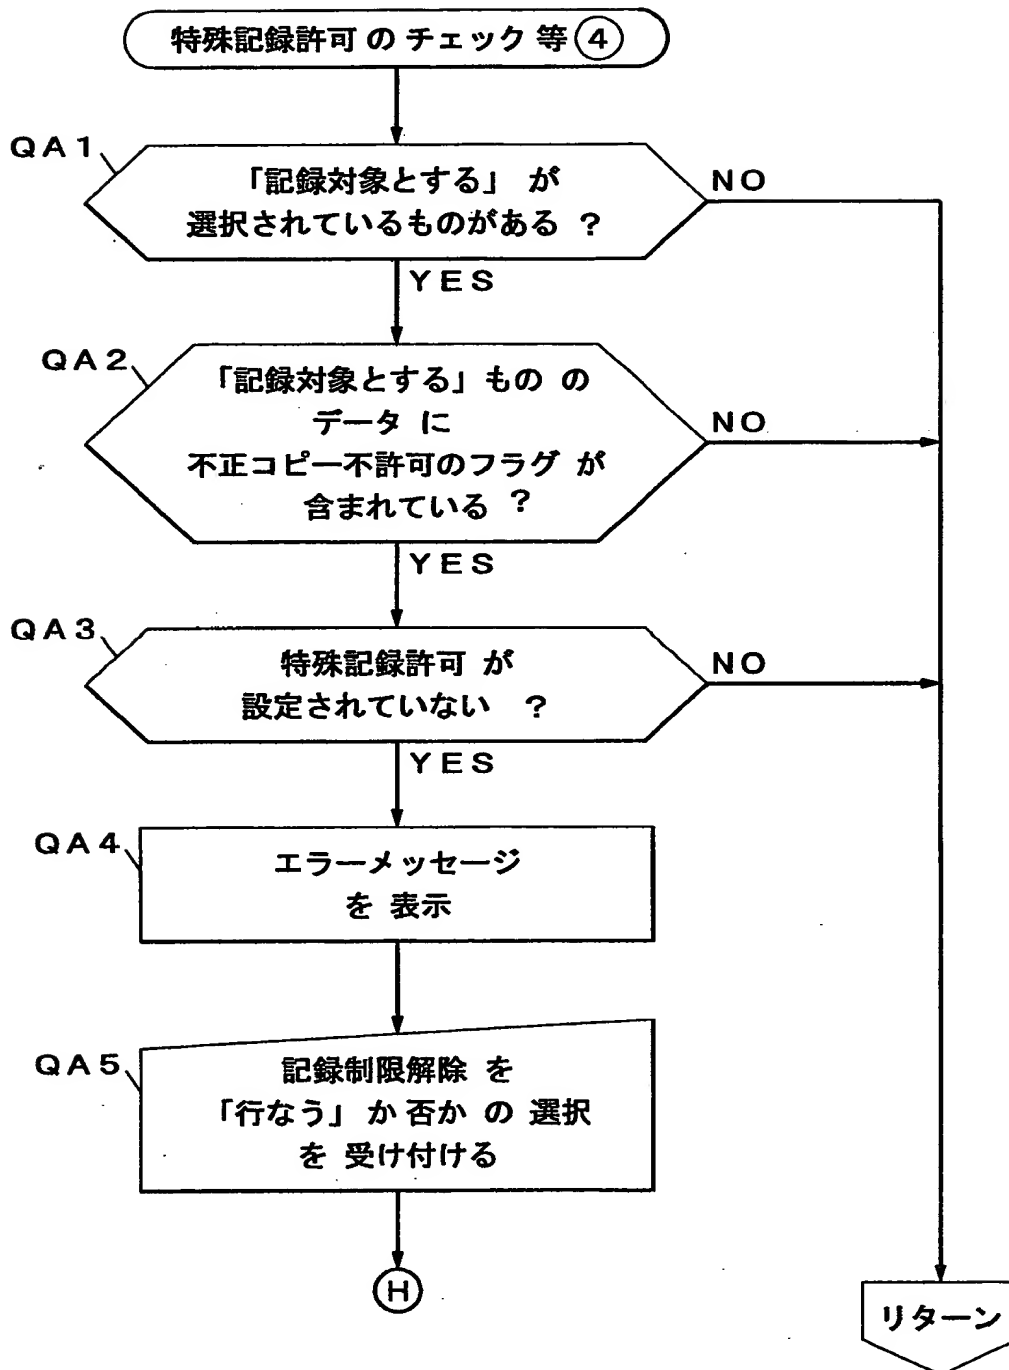 特殊記録許可 の チェック 等 ④
QA1
「記録対象とする」 が
選択されているものがある ?
NO
YES
QA2
「記録対象とする」もの の
データ に
不正コピー不許可のフラグ が
含まれている ?
NO
YES
QA3
特殊記録許可 が
設定されていない ?
NO
YES
QA4
エラーメッセージ
を 表示
QA5
記録制限解除 を
「行なう」 か 否か の 選択
を 受け付ける
H
リターン